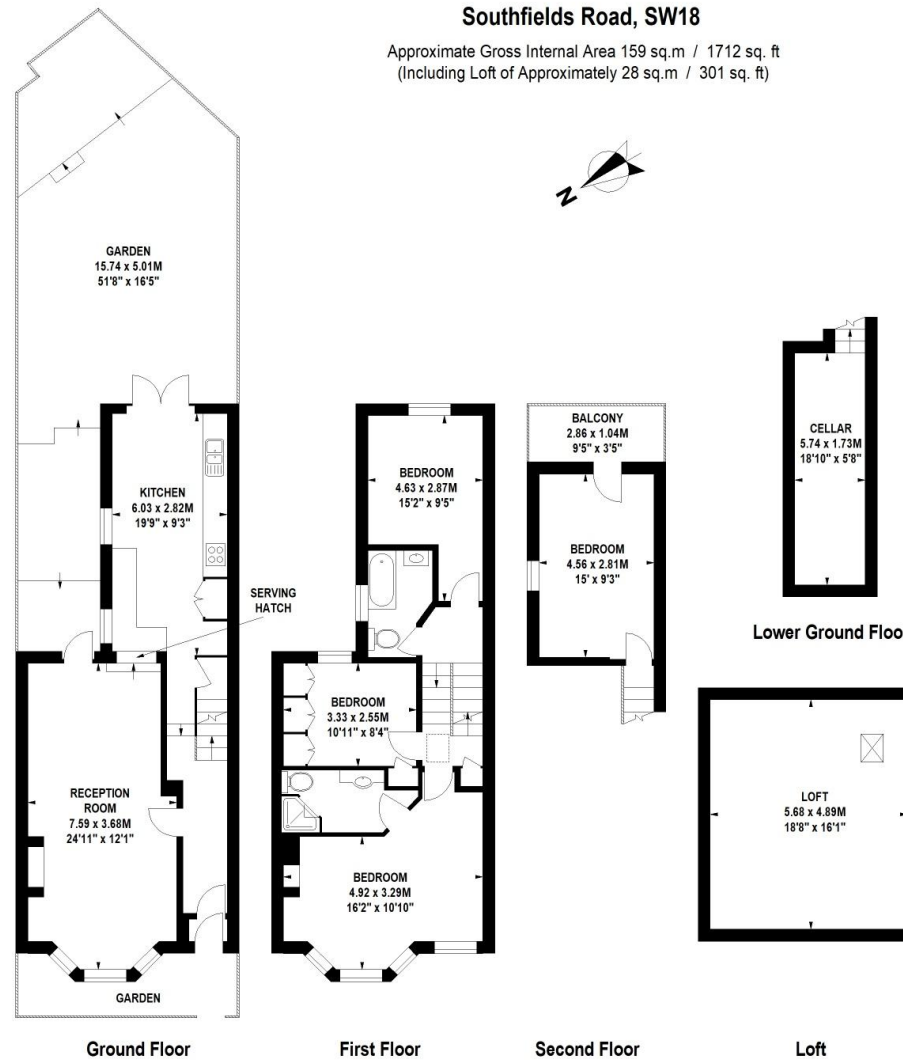 Southfields Road, SW18
Approximate Gross Internal Area 159 sq.m / 1712 sq. ft
(Including Loft of Approximately 28 sq.m / 301 sq. ft)
N
GARDEN
15.74 x 5.01M
51'8" x 16'5"
KITCHEN
6.03 x 2.82M
19'9" x 9'3"
SERVING
HATCH
RECEPTION
ROOM
7.59 x 3.68M
24'11" x 12'1"
GARDEN
Ground Floor
BEDROOM
4.63 x 2.87M
15'2" x 9'5"
BEDROOM
3.33 x 2.55M
10'11" x 8'4"
BEDROOM
4.92 x 3.29M
16'2" x 10'10"
First Floor
BALCONY
2.86 x 1.04M
9'5" x 3'5"
BEDROOM
4.56 x 2.81M
15' x 9'3"
Second Floor
CELLAR
5.74 x 1.73M
18'10" x 5'8"
Lower Ground Floo
LOFT
5.68 x 4.89M
18'8" x 16'1"
Loft